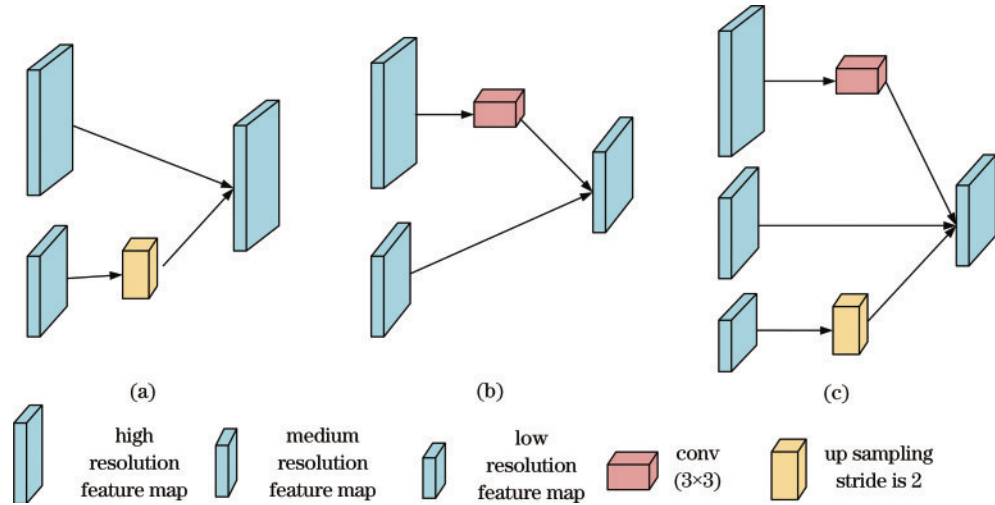 (a)
(b)
(c)
high
resolution
feature map
medium
resolution
feature map
low
resolution
feature map
conv
(3×3)
up sampling
stride is 2